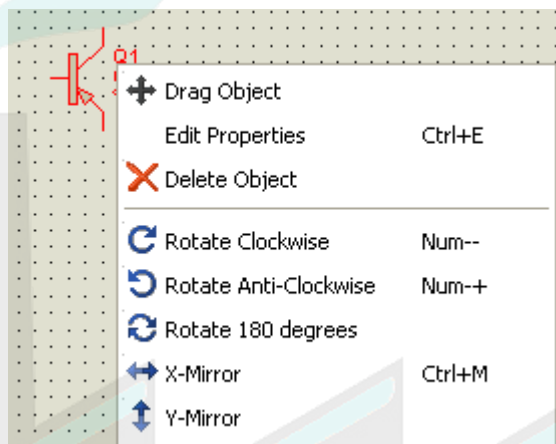 Q1
Drag Object
Edit Properties Ctrl+E
Delete Object
Rotate Clockwise Num--
Rotate Anti-Clockwise Num-+
Rotate 180 degrees
X-Mirror Ctrl+M
Y-Mirror